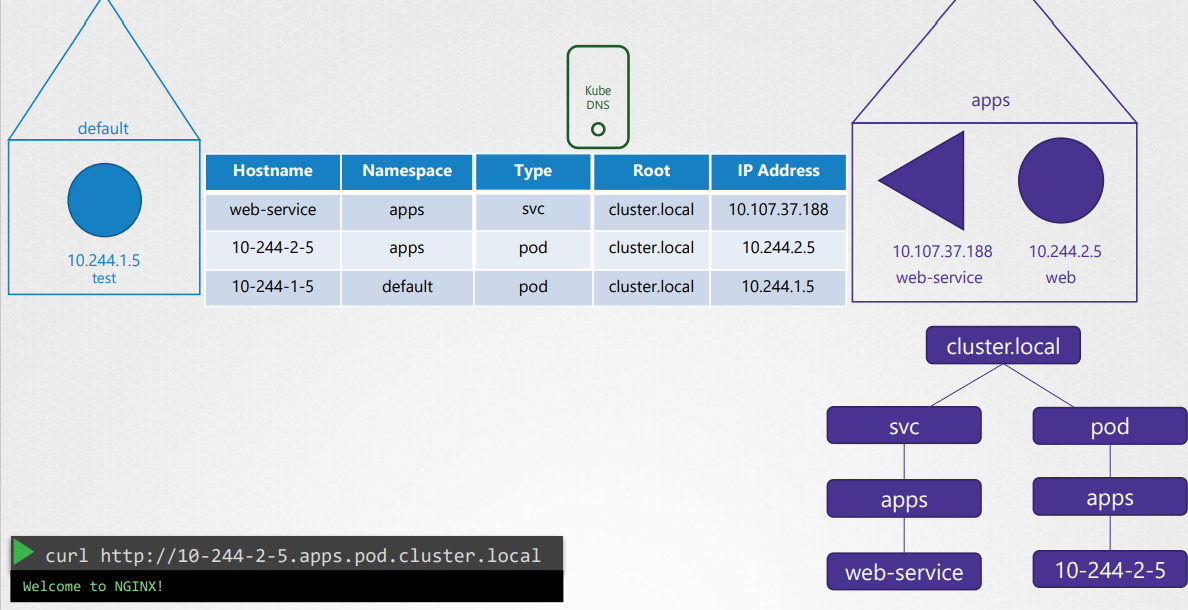 default
10.244.1.5
test
Kube
DNS
Hostname Namespace Type Root IP Address
web-service apps svc cluster.local 10.107.37.188
10-244-2-5 apps pod cluster.local 10.244.2.5
10-244-1-5 default pod cluster.local 10.244.1.5
apps
10.107.37.188
web-service
10.244.2.5
web
cluster.local
svc pod
apps apps
web-service 10-244-2-5
curl http://10-244-2-5.apps.pod.cluster.local
Welcome to NGINX!